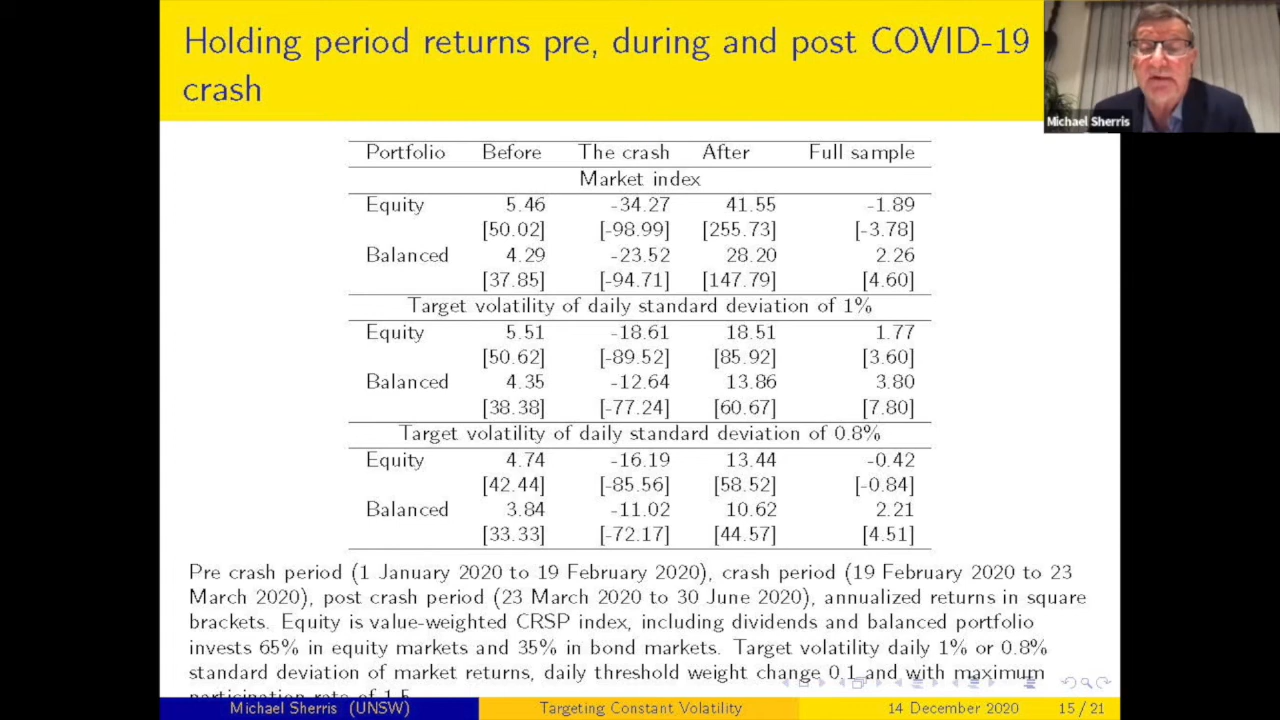 Holding period returns pre, during and post COVID-19
crash
Michael Sherris
Portfolio Before The crash After Full sample
Market index
Equity 5.46 -34.27 41.55 -1.89
[50.02] [-98.99] [255.73] [-3.78]
Balanced 4.29 -23.52 28.20 2.26
[37.85] [-94.71] [147.79] [4.60]
Target volatility of daily standard deviation of 1%
Equity 5.51 -18.61 18.51 1.77
[50.62] [-89.52] [85.92] [3.60]
Balanced 4.35 -12.64 13.86 3.80
[38.38] [-77.24] [60.67] [7.80]
Target volatility of daily standard deviation of 0.8%
Equity 4.74 -16.19 13.44 -0.42
[42.44] [-85.56] [58.52] [-0.84]
Balanced 3.84 -11.02 10.62 2.21
[33.33] [-72.17] [44.57] [4.51]
Pre crash period (1 January 2020 to 19 February 2020), crash period (19 February 2020 to 23
March 2020), post crash period (23 March 2020 to 30 June 2020), annualized returns in square
brackets. Equity is value-weighted CRSP index, including dividends and balanced portfolio
invests 65% in equity markets and 35% in bond markets. Target volatility daily 1% or 0.8%
standard deviation of market returns, daily threshold weight change 0.1 and with maximum
participation rate of 1.5
Michael Sherris (UNSW) Targeting Constant Volatility 14 December 2020 15 / 21